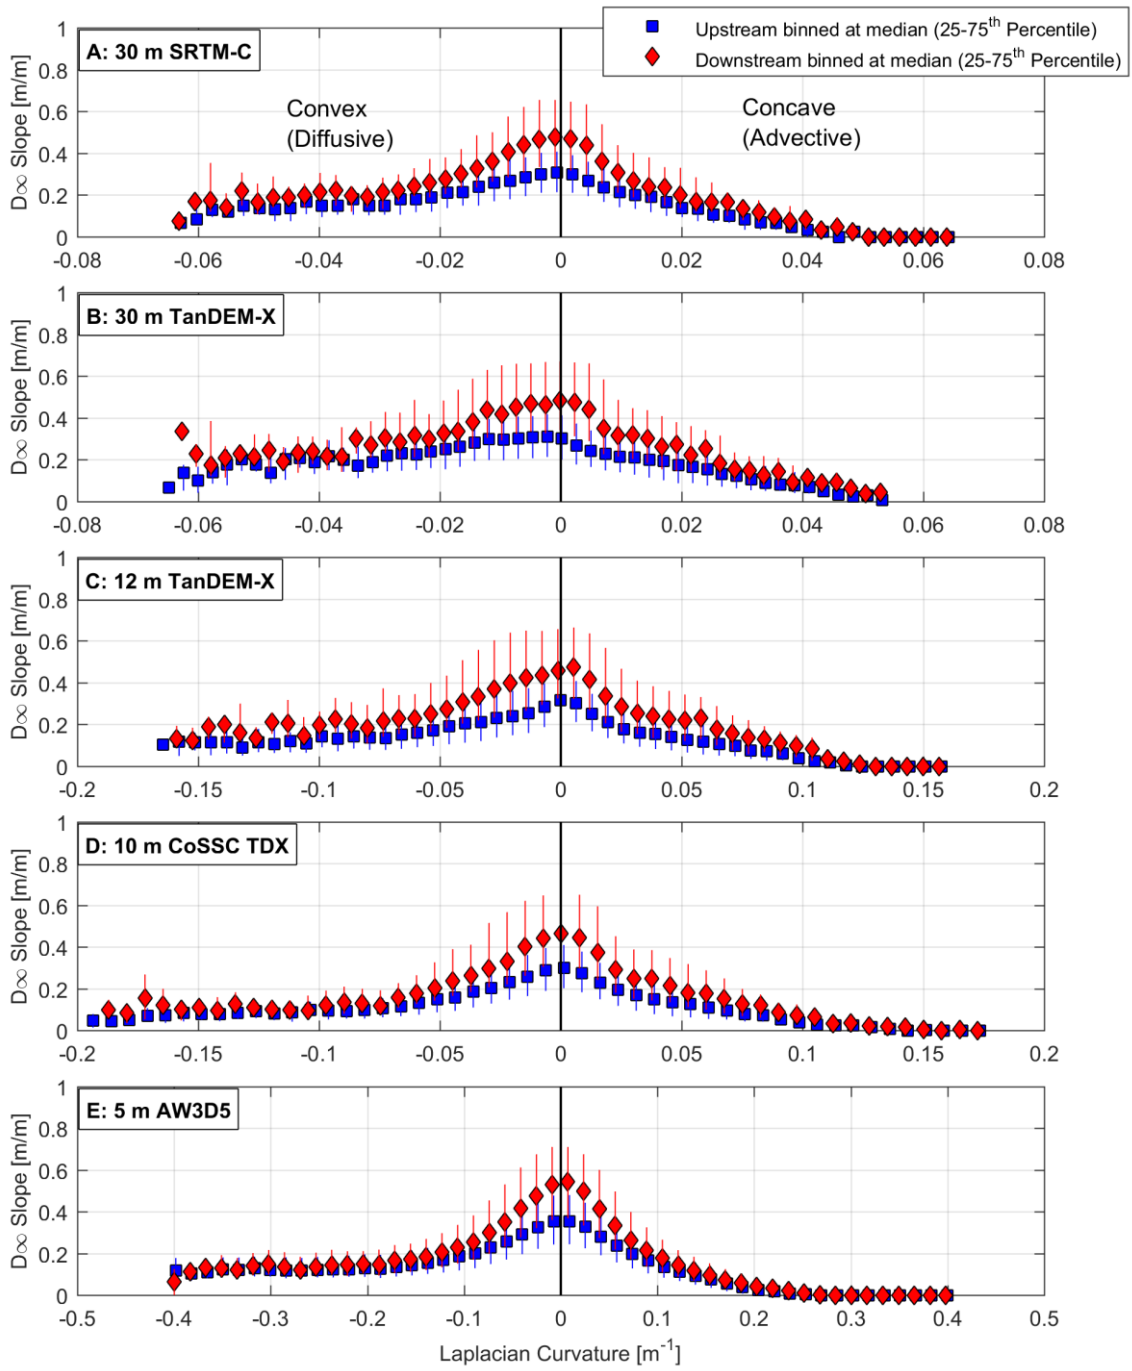 Upstream binned at median (25-75th Percentile)
Downstream binned at median (25-75th Percentile)
A: 30 m SRTM-C
Convex
(Diffusive)
Concave
(Advective)
D∞ Slope [m/m]
1
0.8
0.6
0.4
0.2
0
-0.08 -0.06 -0.04 -0.02 0 0.02 0.04 0.06 0.08
B: 30 m TanDEM-X
D∞ Slope [m/m]
1
0.8
0.6
0.4
0.2
0
-0.08 -0.06 -0.04 -0.02 0 0.02 0.04 0.06 0.08
C: 12 m TanDEM-X
D∞ Slope [m/m]
1
0.8
0.6
0.4
0.2
0
-0.2 -0.15 -0.1 -0.05 0 0.05 0.1 0.15 0.2
D: 10 m CoSSC TDX
D∞ Slope [m/m]
1
0.8
0.6
0.4
0.2
0
-0.2 -0.15 -0.1 -0.05 0 0.05 0.1 0.15 0.2
E: 5 m AW3D5
D∞ Slope [m/m]
1
0.8
0.6
0.4
0.2
0
-0.5 -0.4 -0.3 -0.2 -0.1 0 0.1 0.2 0.3 0.4 0.5
Laplacian Curvature [m-1]